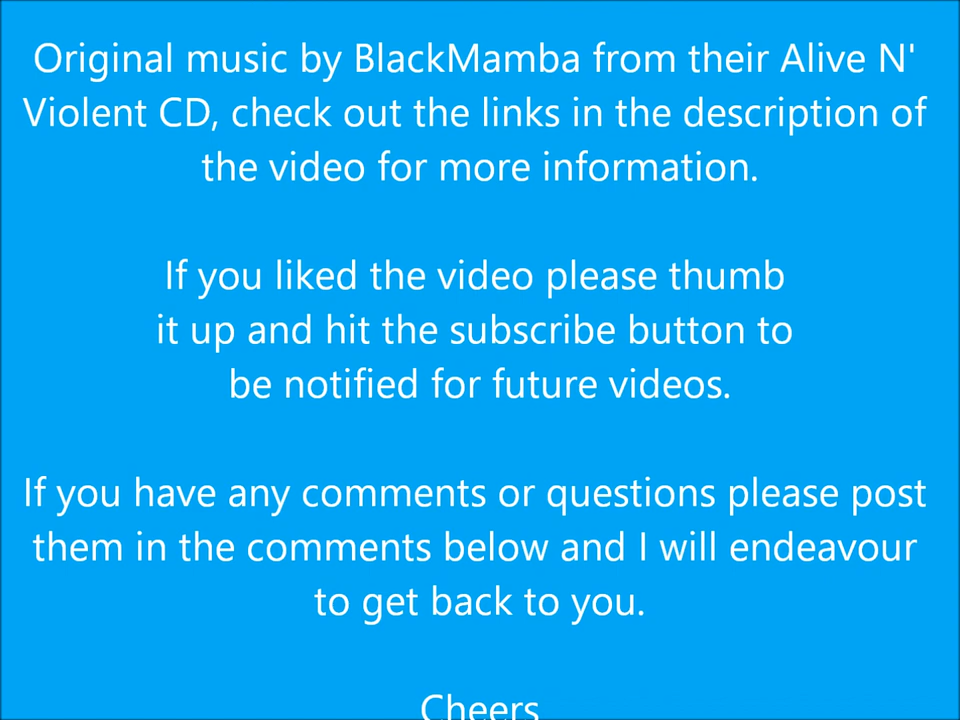 Original music by BlackMamba from their Alive N'
Violent CD, check out the links in the description of
the video for more information.
If you liked the video please thumb
it up and hit the subscribe button to
be notified for future videos.
If you have any comments or questions please post
them in the comments below and I will endeavour
to get back to you.
Cheers